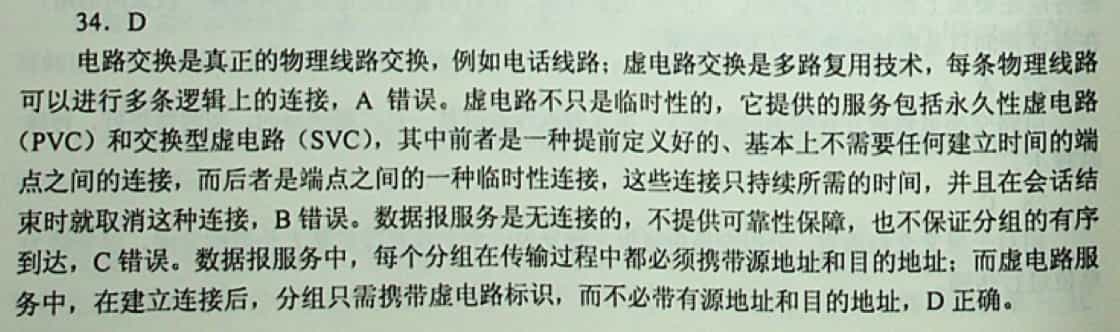 34．D
电路交换是真正的物理线路交换，例如电话线路；虚电路交换是多路复用技术，每条物理线路
可以进行多条逻辑上的连接，A 错误。虚电路不只是临时性的，它提供的服务包括永久性虚电路
（PVC）和交换型虚电路（SVC），其中前者是一种提前定义好的、基本上不需要任何建立时间的端
点之间的连接，而后者是端点之间的一种临时性连接，这些连接只持续所需的时间，并且在会话结
束时就取消这种连接，B 错误。数据报服务是无连接的，不提供可靠性保障，也不保证分组的有序
到达，C 错误。数据报服务中，每个分组在传输过程中都必须携带源地址和目的地址；而虚电路服
务中，在建立连接后，分组只需携带虚电路标识，而不必带有源地址和目的地址，D 正确。